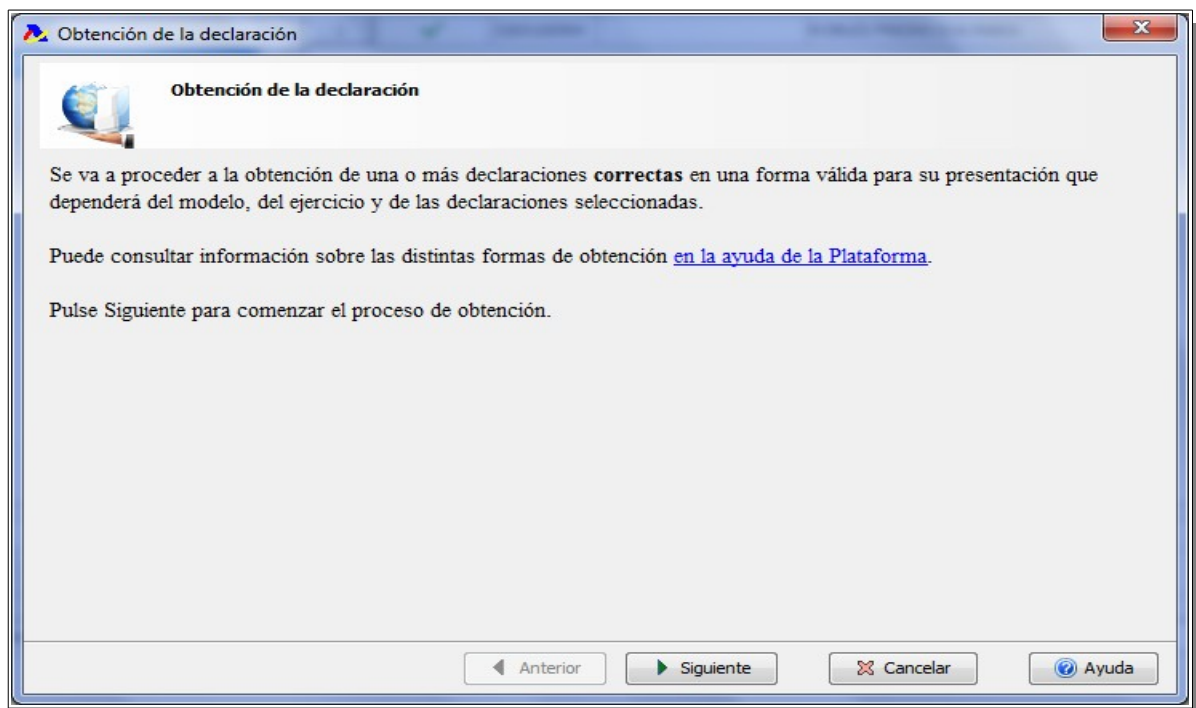 Obtención de la declaración
Obtención de la declaración
Se va a proceder a la obtención de una o más declaraciones correctas en una forma válida para su presentación que
dependerá del modelo, del ejercicio y de las declaraciones seleccionadas.
Puede consultar información sobre las distintas formas de obtención en la ayuda de la Plataforma.
Pulse Siguiente para comenzar el proceso de obtención.
Anterior Siguiente Cancelar Ayuda